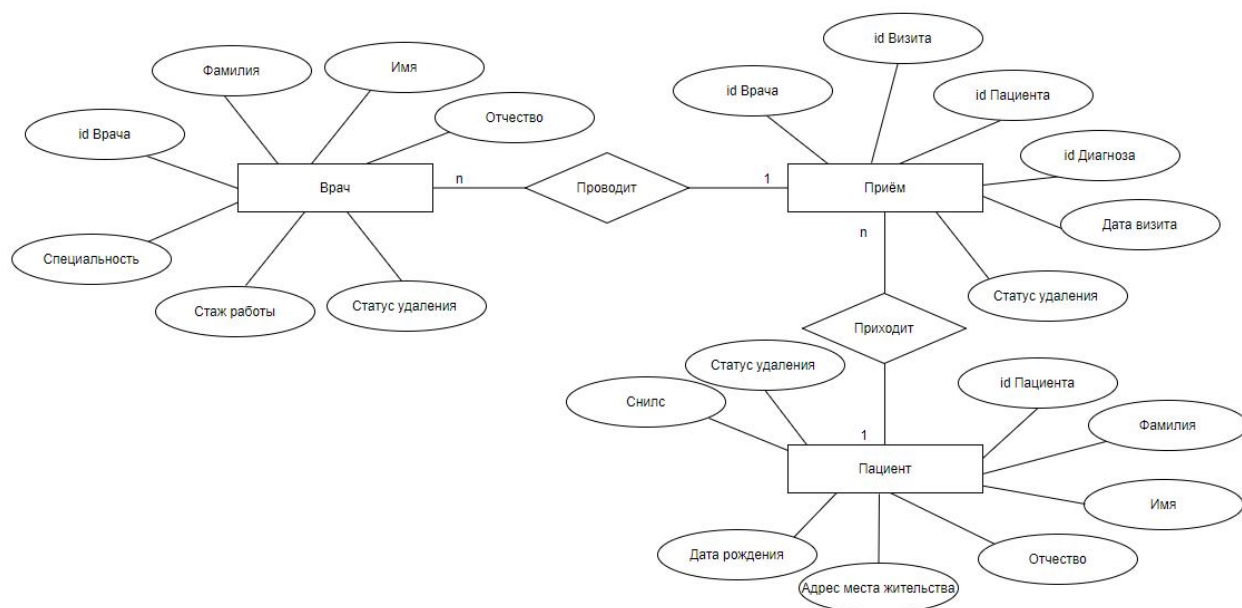 id Визита
Фамилия
Имя
id Врача
id Пациента
Отчество
id Врача
id Диагноза
Врач
n
Проводит
1
Приём
Дата визита
n
Специальность
Стаж работы
Статус удаления
Статус удаления
Приходит
Статус удаления
id Пациента
Снилс
Фамилия
1
Пациент
Имя
Дата рождения
Отчество
Адрес места жительства